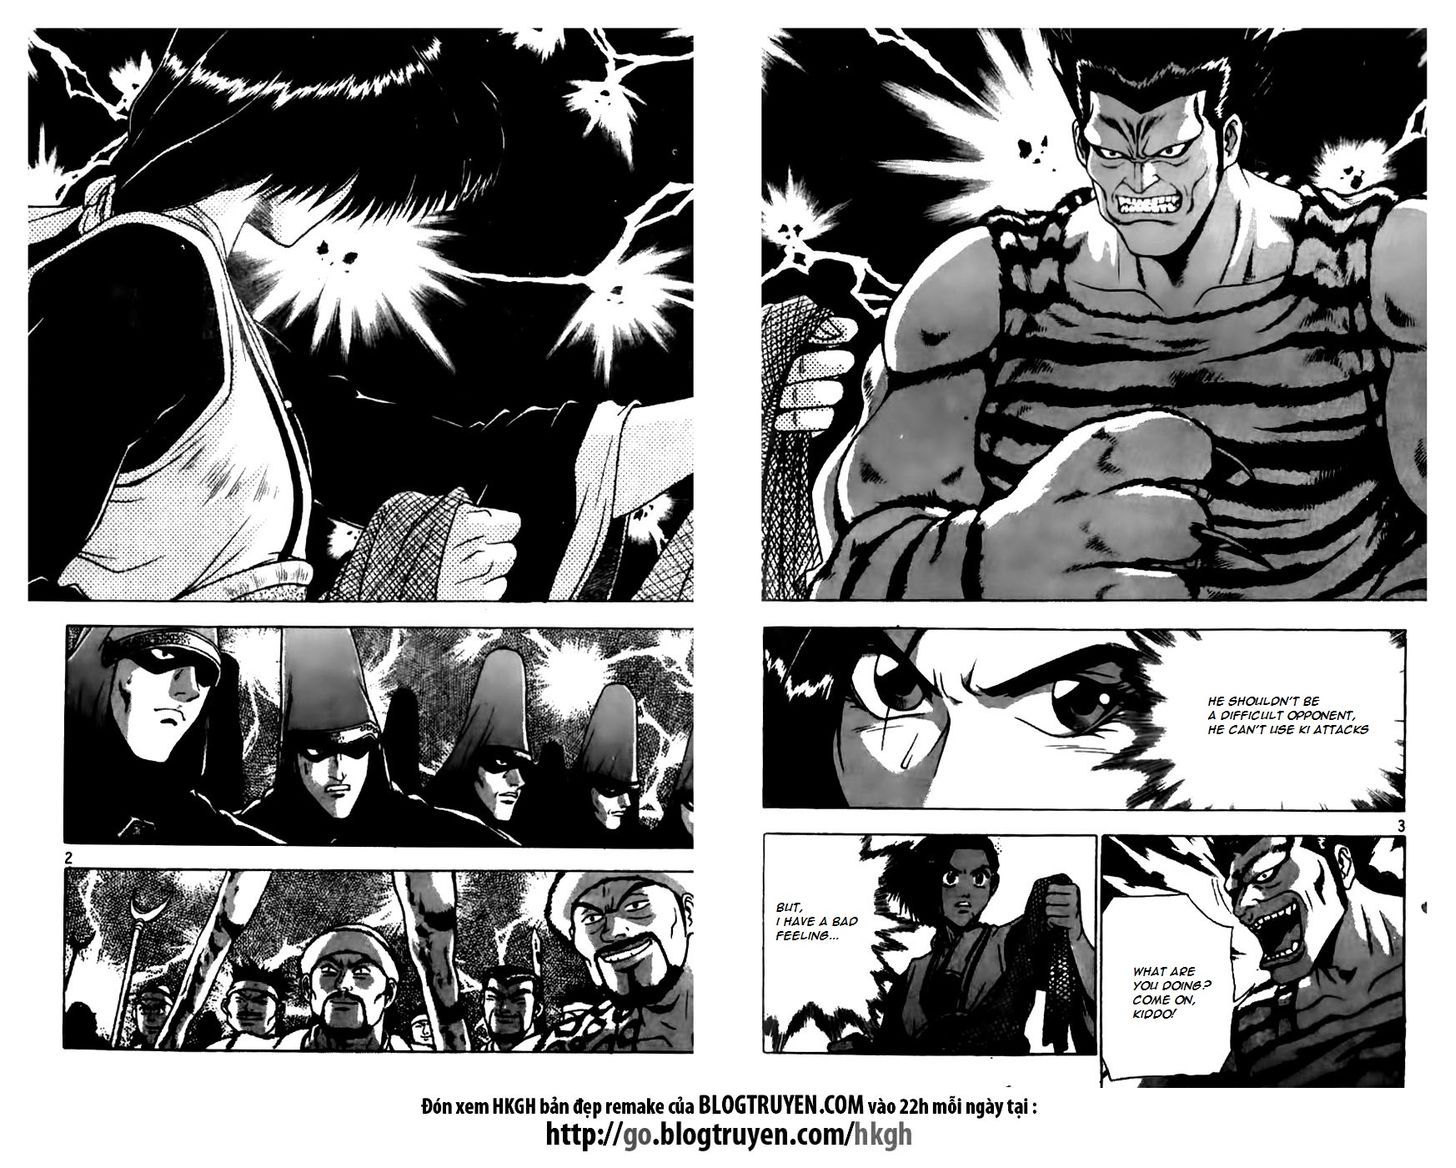 HE SHOULDN'T BE
A DIFFICULT OPPONENT,
HE CAN'T USE KI ATTACKS
3
2
BUT,
I HAVE A BAD
FEELING...
WHAT ARE
YOU DOING?
COME ON,
KIDDO!
Đón xem HKGH bản đẹp remake của BLOGTRUYEN.COM vào 22h mỗi ngày tại :
http://go.blogtruyen.com/hkgh